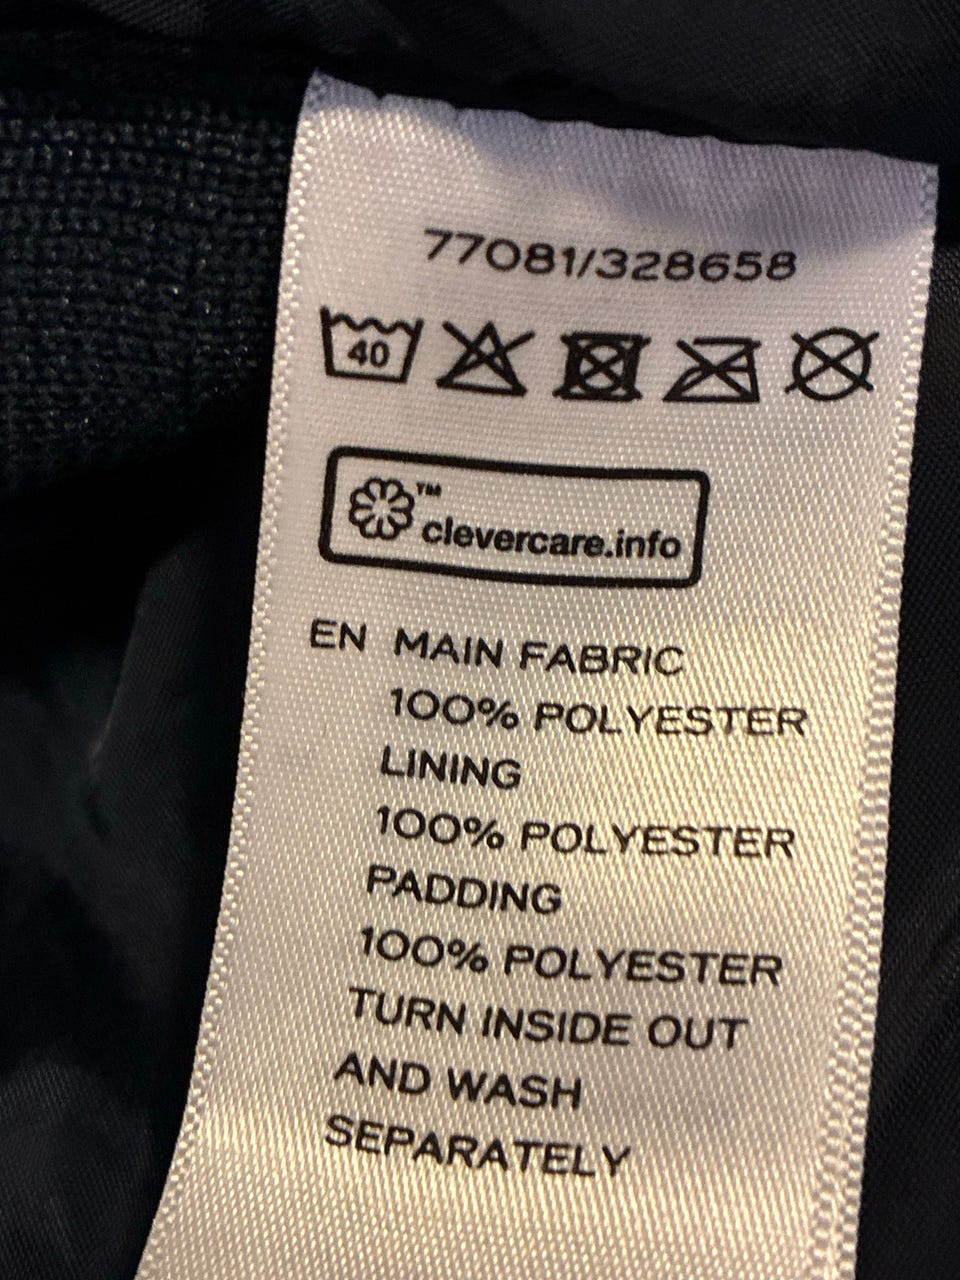 77081/328658
40
™
clevercare.info
EN MAIN FABRIC
100% POLYESTER
LINING
100% POLYESTER
PADDING
100% POLYESTER
TURN INSIDE OUT
AND WASH
SEPARATELY